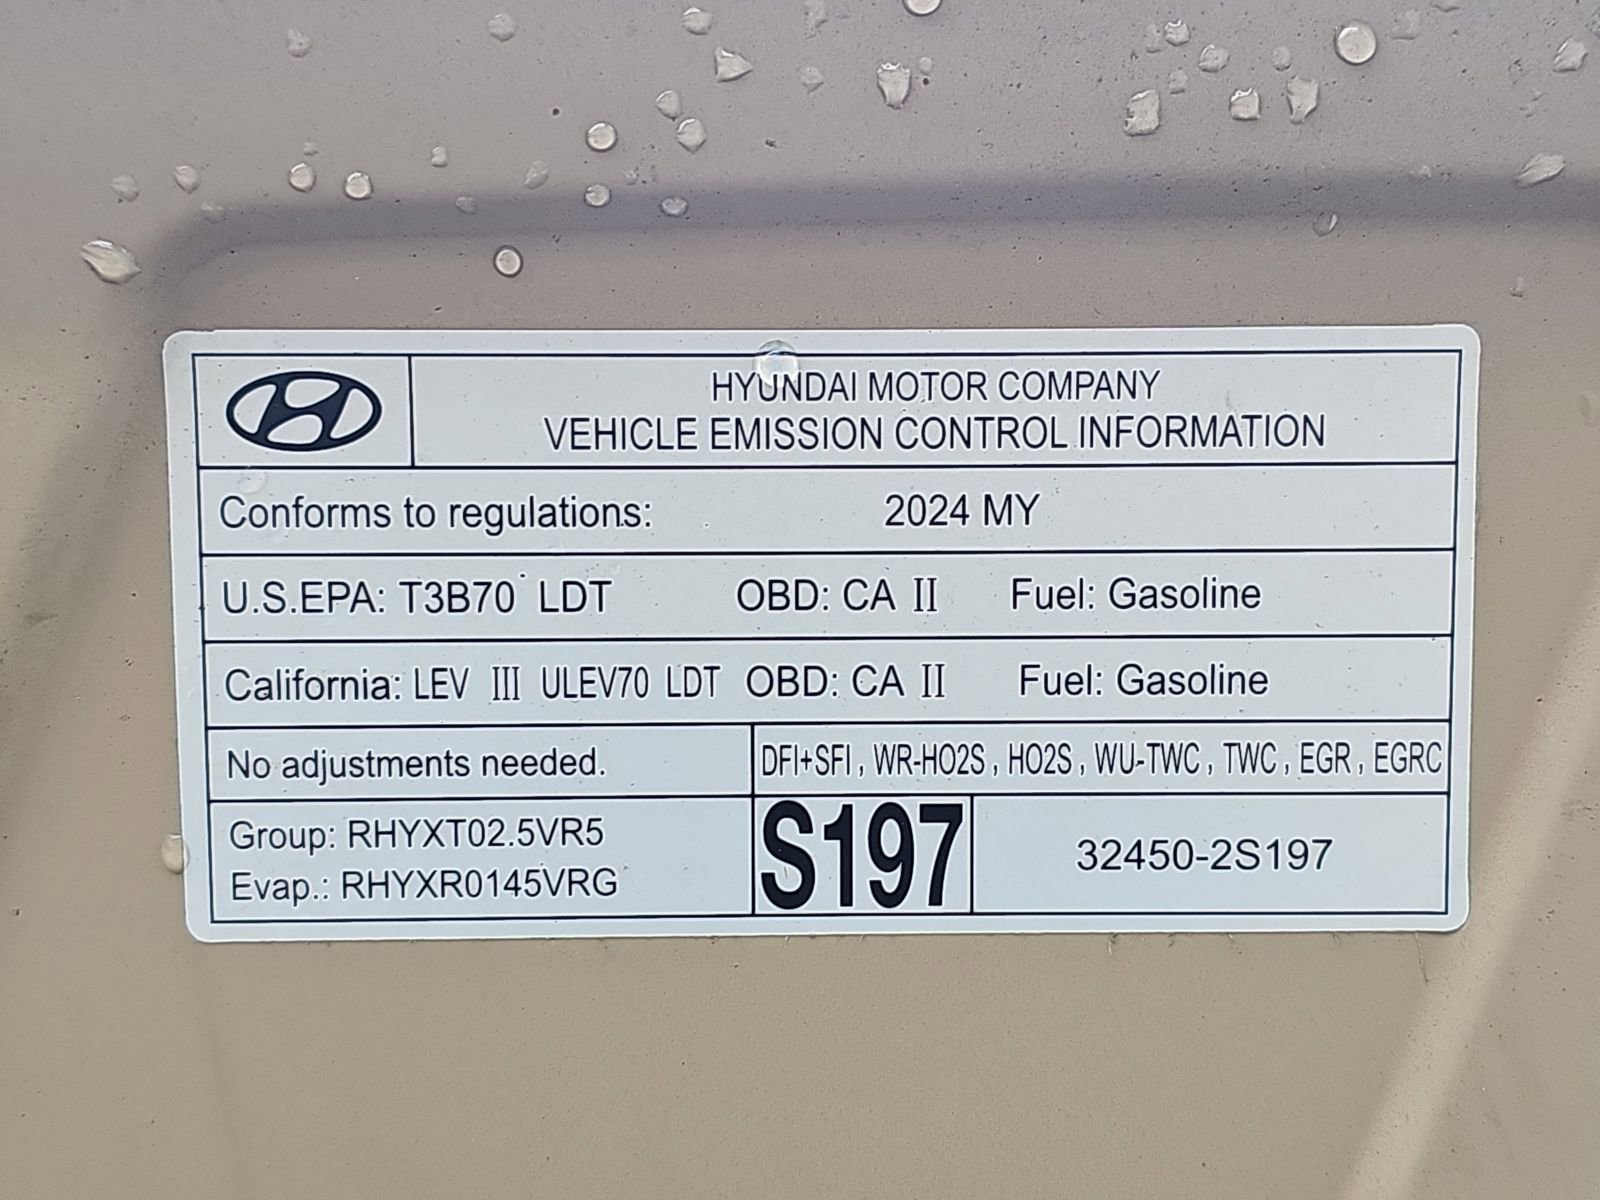 HYUNDAI MOTOR COMPANY
VEHICLE EMISSION CONTROL INFORMATION
Conforms to regulations: 2024 MY
U.S.EPA: T3B70 LDT OBD: CA II Fuel: Gasoline
California: LEV III ULEV70 LDT OBD: CA II Fuel: Gasoline
No adjustments needed. DFI+SFI, WR-HO2S, HO2S, WU-TWC, TWC, EGR, EGRC
Group: RHYXT02.5VR5
Evap.: RHYXR0145VRG
S197
32450-2S197